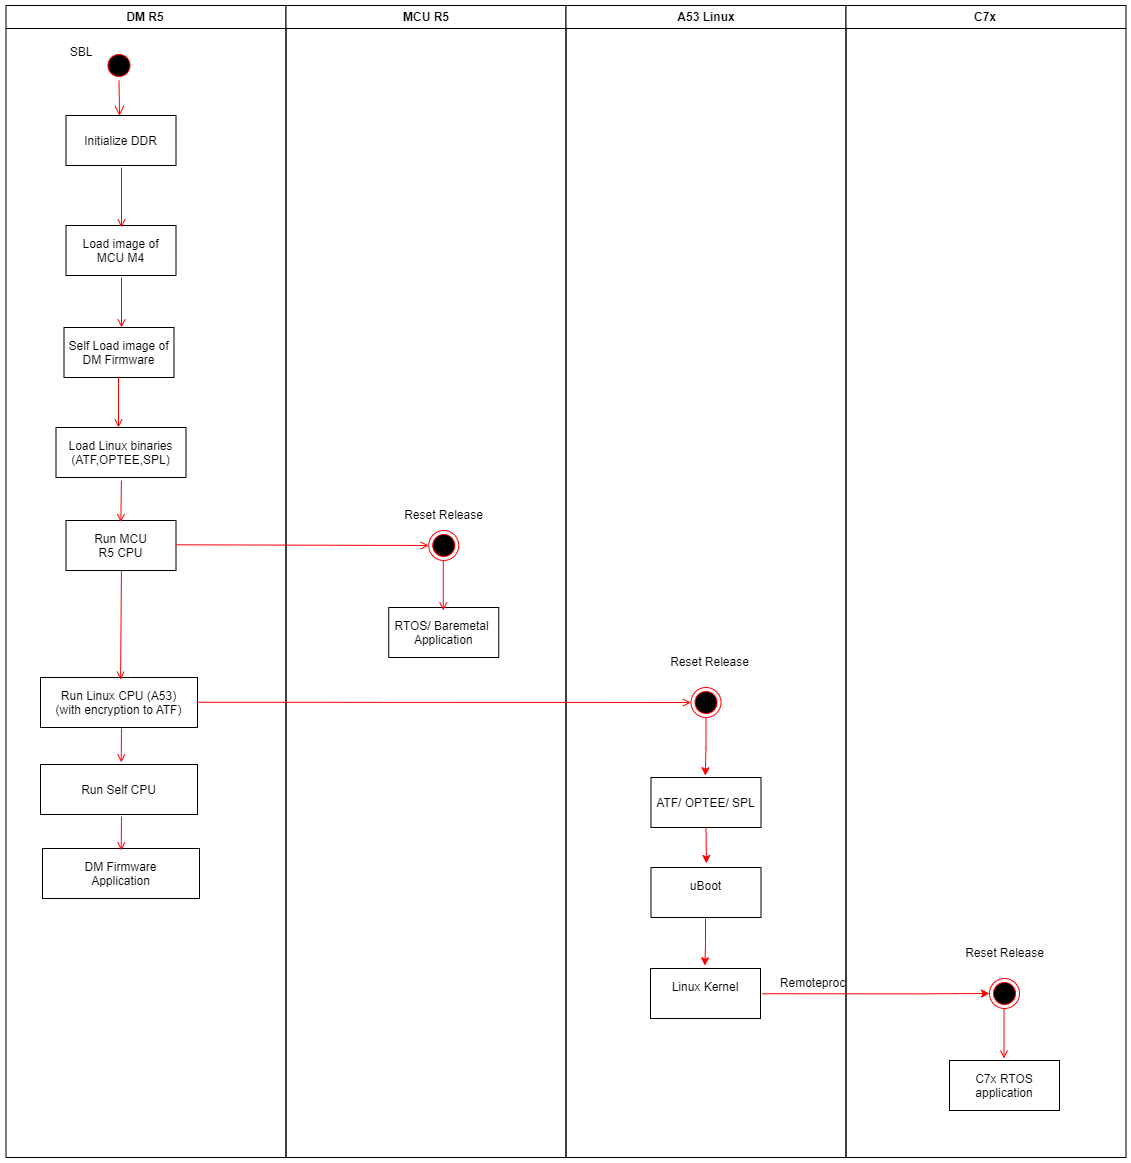 DM R5
MCU R5
A53 Linux
C7x
SBL
Initialize DDR
Load image of
MCU M4
Self Load image of
DM Firmware
Load Linux binaries
(ATF,OPTEE,SPL)
Run MCU
R5 CPU
Reset Release
RTOS/ Baremetal
Application
Run Linux CPU (A53)
(with encryption to ATF)
Reset Release
Run Self CPU
ATF/ OPTEE/ SPL
DM Firmware
Application
uBoot
Linux Kernel
Remoteproc
Reset Release
C7x RTOS
application